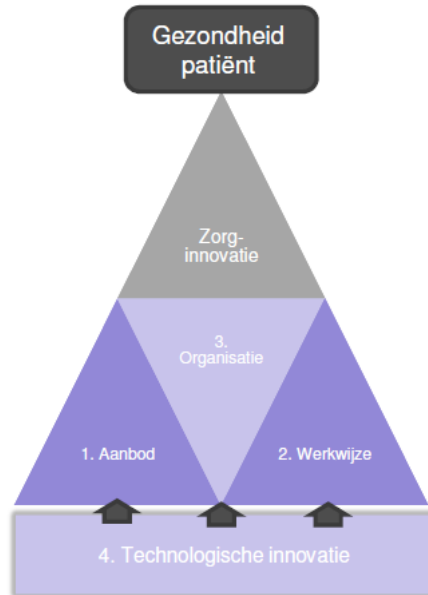 Gezondheid
patiënt
Zorg-
innovatie
3.
Organisatie
1. Aanbod
2. Werkwijze
4. Technologische innovatie